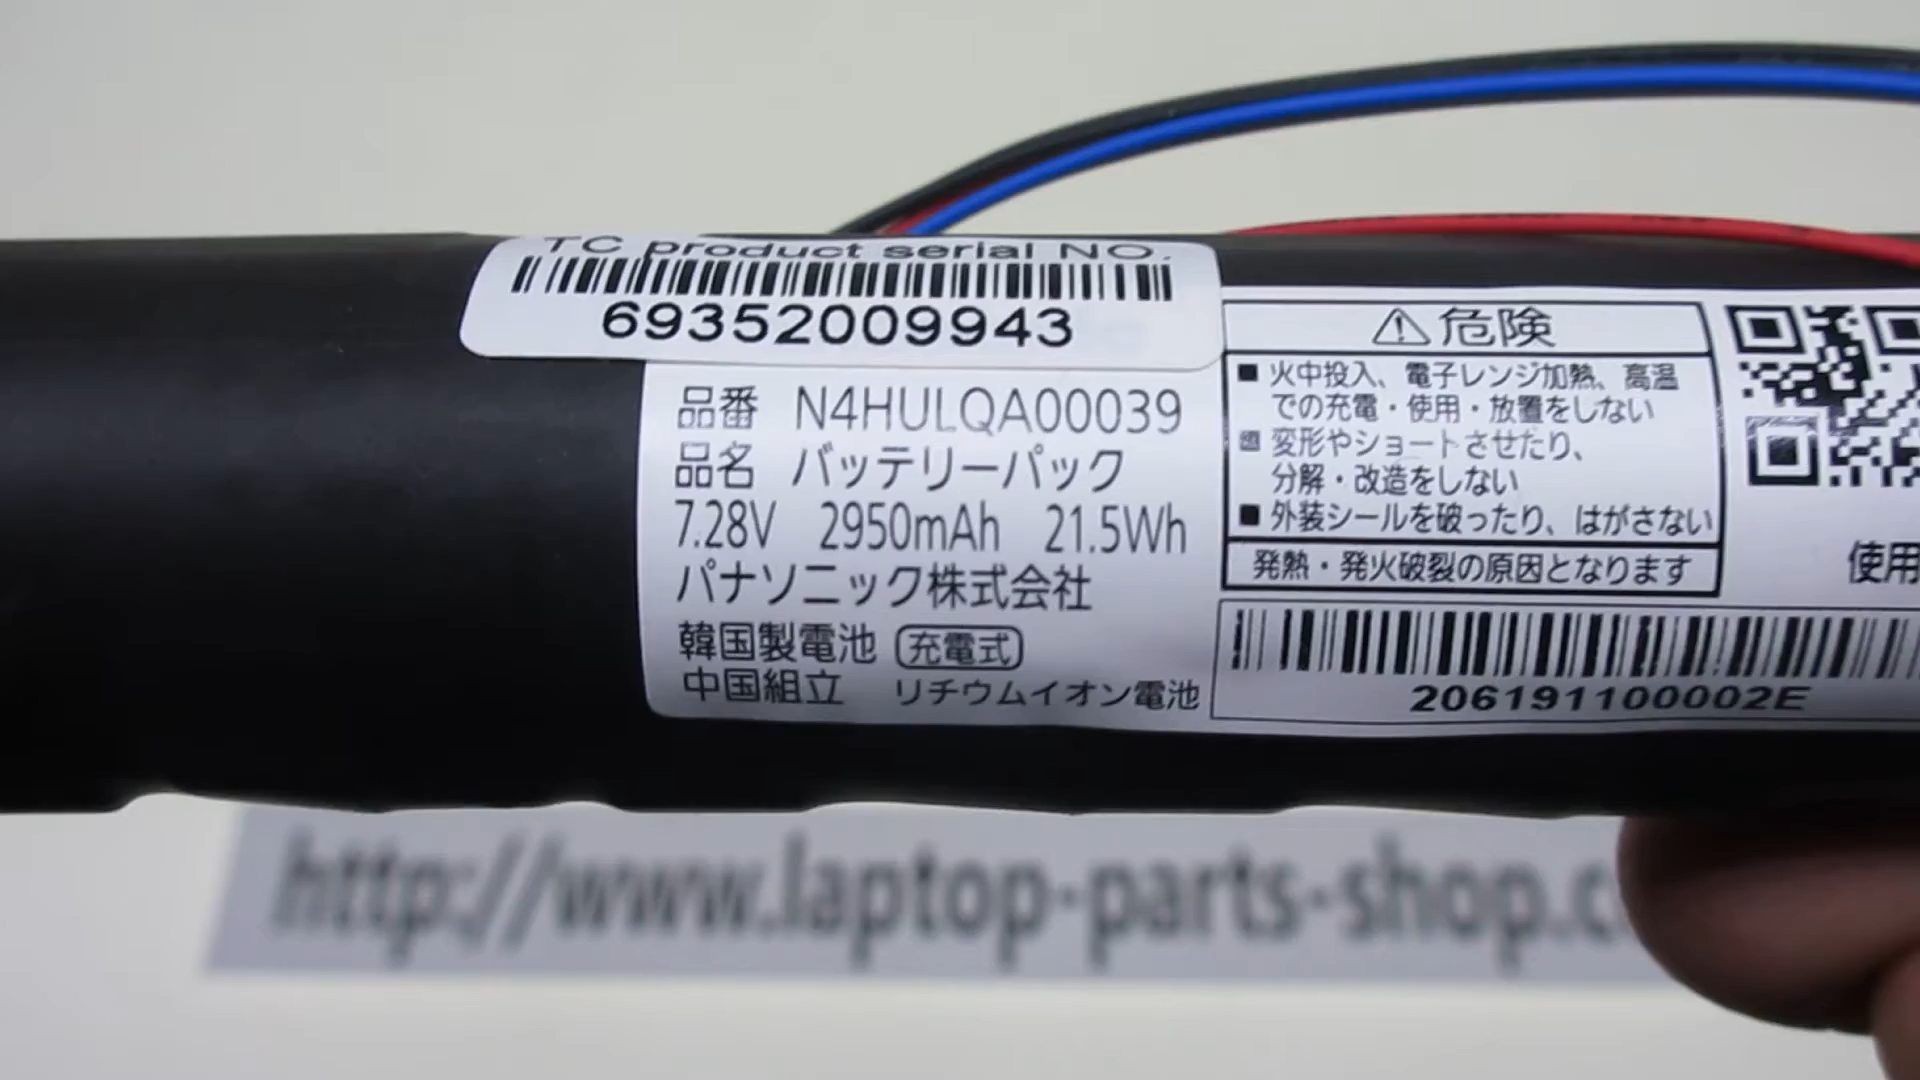 TC product serial NO.
69352009943
品番 N4HULQA00039
品名 バッテリーパック
7.28V 2950mAh 21.5Wh
パナソニック株式会社
韓国製電池 充電式
中国組立 リチウムイオン電池
⚠危険
■ 火中投入、電子レンジ加熱、高温
での充電・使用・放置をしない
■ 変形やショートさせたり、
分解・改造をしない
■ 外装シールを破ったり、はがさない
発熱・発火破裂の原因となります
使用
206191100002E
http://www.laptop-parts-shop.c